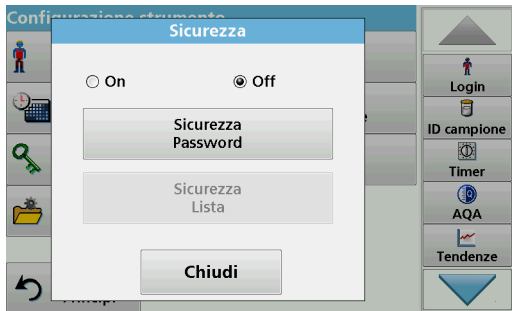 Configurazione strumento
Sicurezza
On
Off
Sicurezza
Password
Sicurezza
Lista
Chiudi
Login
ID campione
Timer
AQA
Tendenze